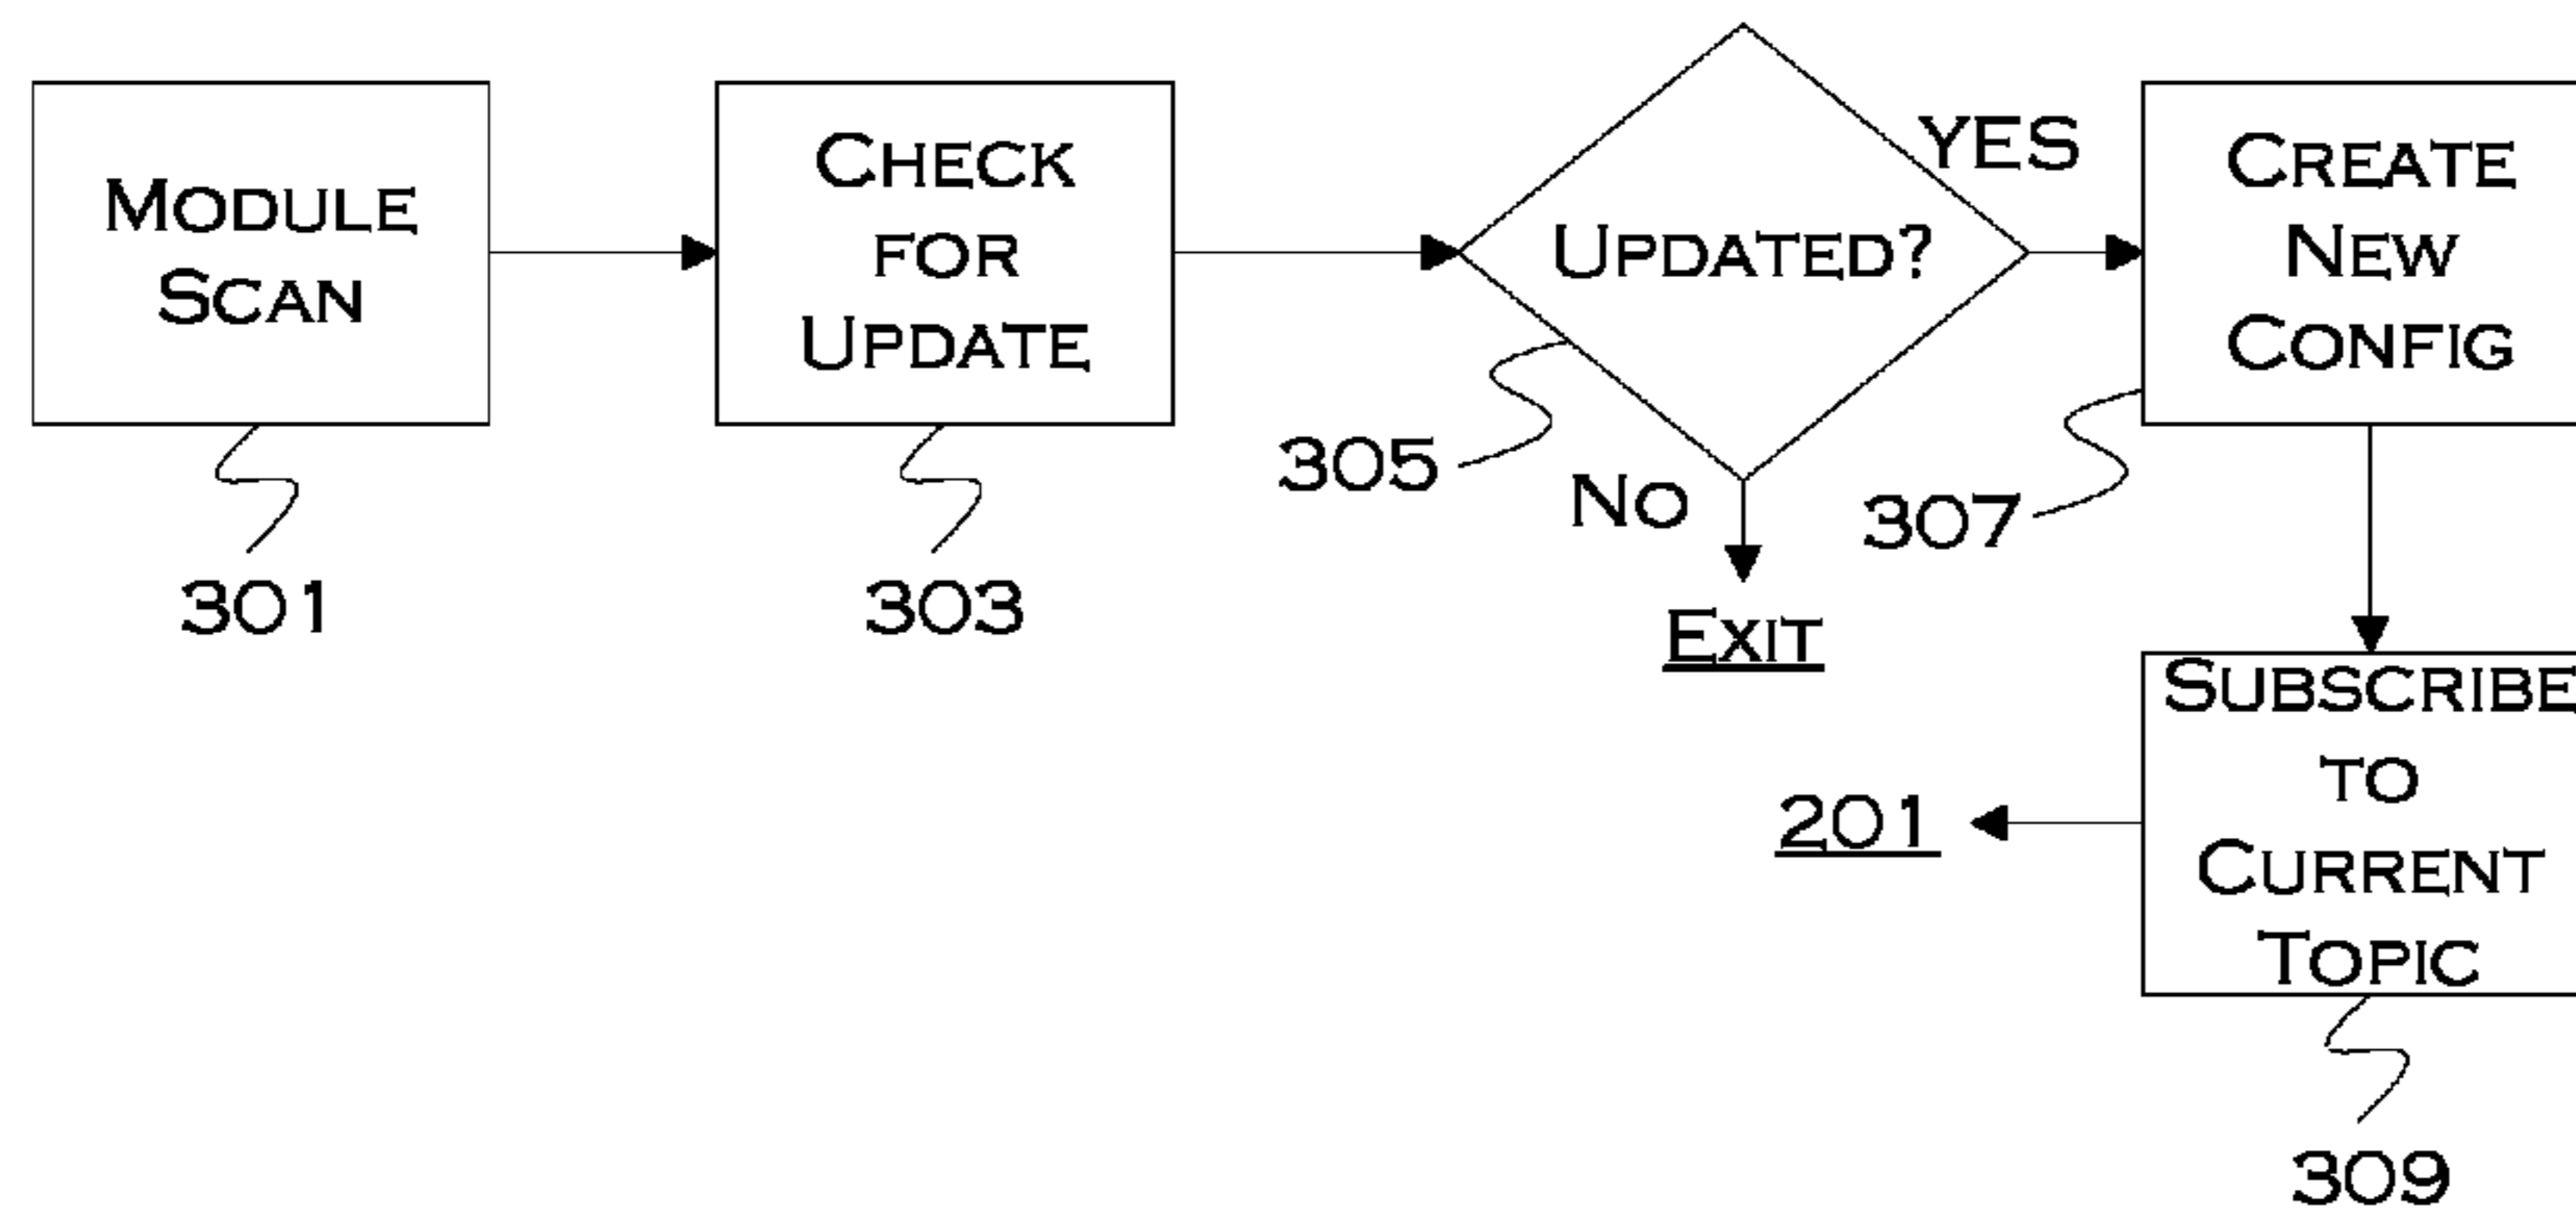 MODULE
SCAN
301
CHECK
FOR
UPDATE
303
UPDATED?
305
YES
NO
EXIT
CREATE
NEW
CONFIG
307
SUBSCRIBE
TO
CURRENT
TOPIC
309
201